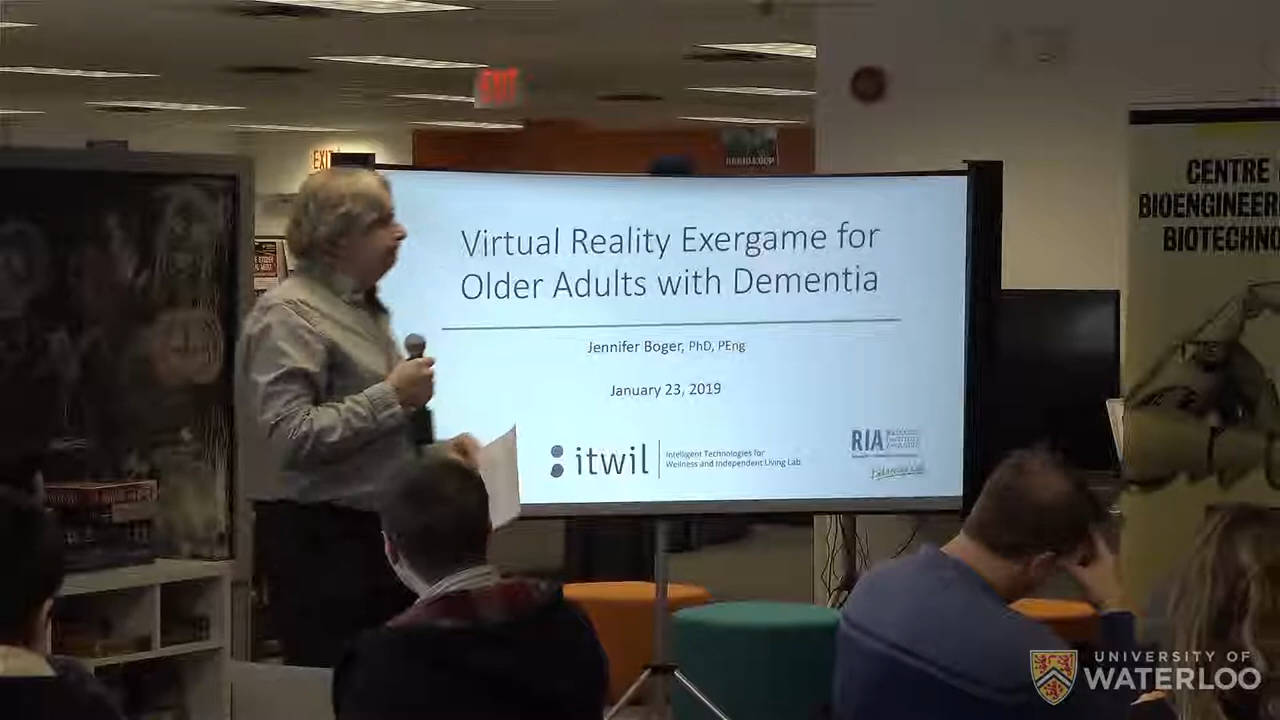 EXIT
EXIT
Virtual Reality Exergame for
Older Adults with Dementia
Jennifer Boger, PhD, PEng
January 23, 2019
itwil
Intelligent Technologies for
Wellness and Independent Living Lab
RIA
CENTRE
BIOENGINEER
BIOTECHNO
UNIVERSITY OF
WATERLOO